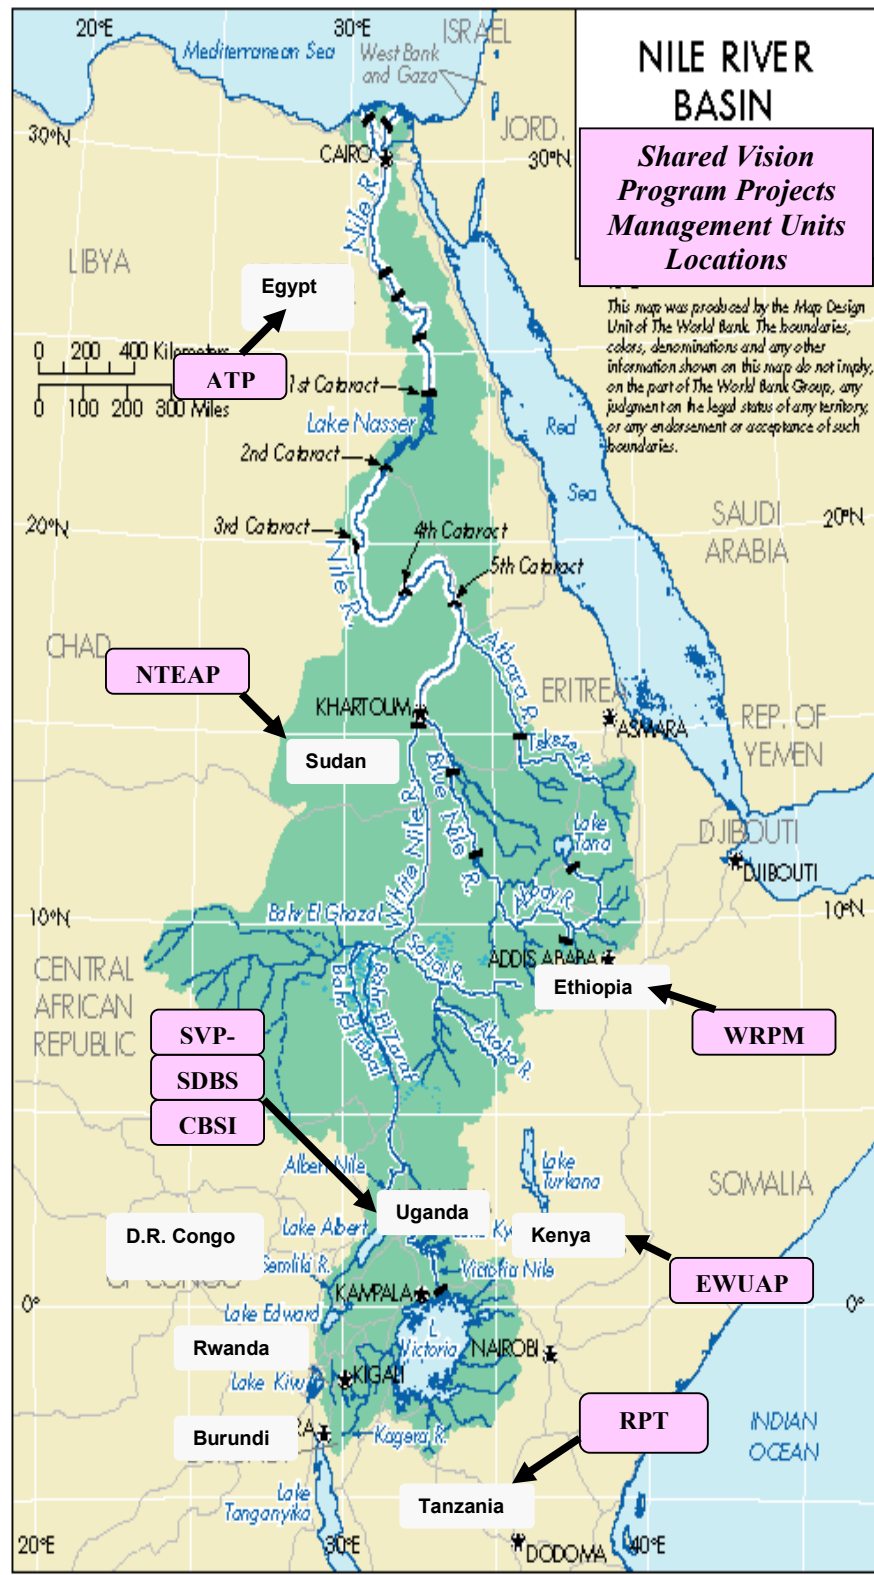 20°E
30°E
ISRAEL
Mediterranean Sea
West Bank
and Gaza
NILE RIVER
BASIN
Shared Vision
Program Projects
Management Units
Locations
30°N
CAIRO
JORD.
30°N
Nile R.
LIBYA
Egypt
This map was produced by the Map Design
Unit of The World Bank. The boundaries,
colors, denominations and any other
information shown on this map do not imply,
on the part of The World Bank Group, any
judgment on the legal status of any territory,
or any endorsement or acceptance of such
boundaries.
0 200 400 Kilometers
ATP
0 100 200 300 Miles
1st Cataract
Lake Nasser
Red
Sea
2nd Cataract
20°N
3rd Cataract
4th Cataract
SAUDI
ARABIA
20°N
Nile R.
5th Cataract
CHAD
Atbara R.
NTEAP
ERITREA
KHARTOUM
ASMARA
REP. OF
YEMEN
Tekeze R.
Sudan
Blue Nile R.
White Nile R.
Lake
Tana
DJIBOUTI
DJIBOUTI
Abbay R.
Bahr El Ghazal
10°N
10°N
Sobat R.
ADDIS ABABA
CENTRAL
AFRICAN
REPUBLIC
Bahr El Jebel
Bahr El Zaraf
Ethiopia
Akobo R.
WRPM
SVP-
SDBS
CBSI
Albert Nile
Lake
Turkana
SOMALIA
Uganda
Lake Albert
Lake Ky
Kenya
D.R. Congo
OF CONGO
Semliki R.
Victoria Nile
EWUAP
KAMPALA
0°
0°
Lake Edward
L.
Victoria
Rwanda
NAIROBI
Lake Kivu
KIGALI
RPT
INDIAN
OCEAN
Burundi
RA
Kagera R.
Lake
Tanganyika
Tanzania
20°E
30°E
DODOMA
40°E